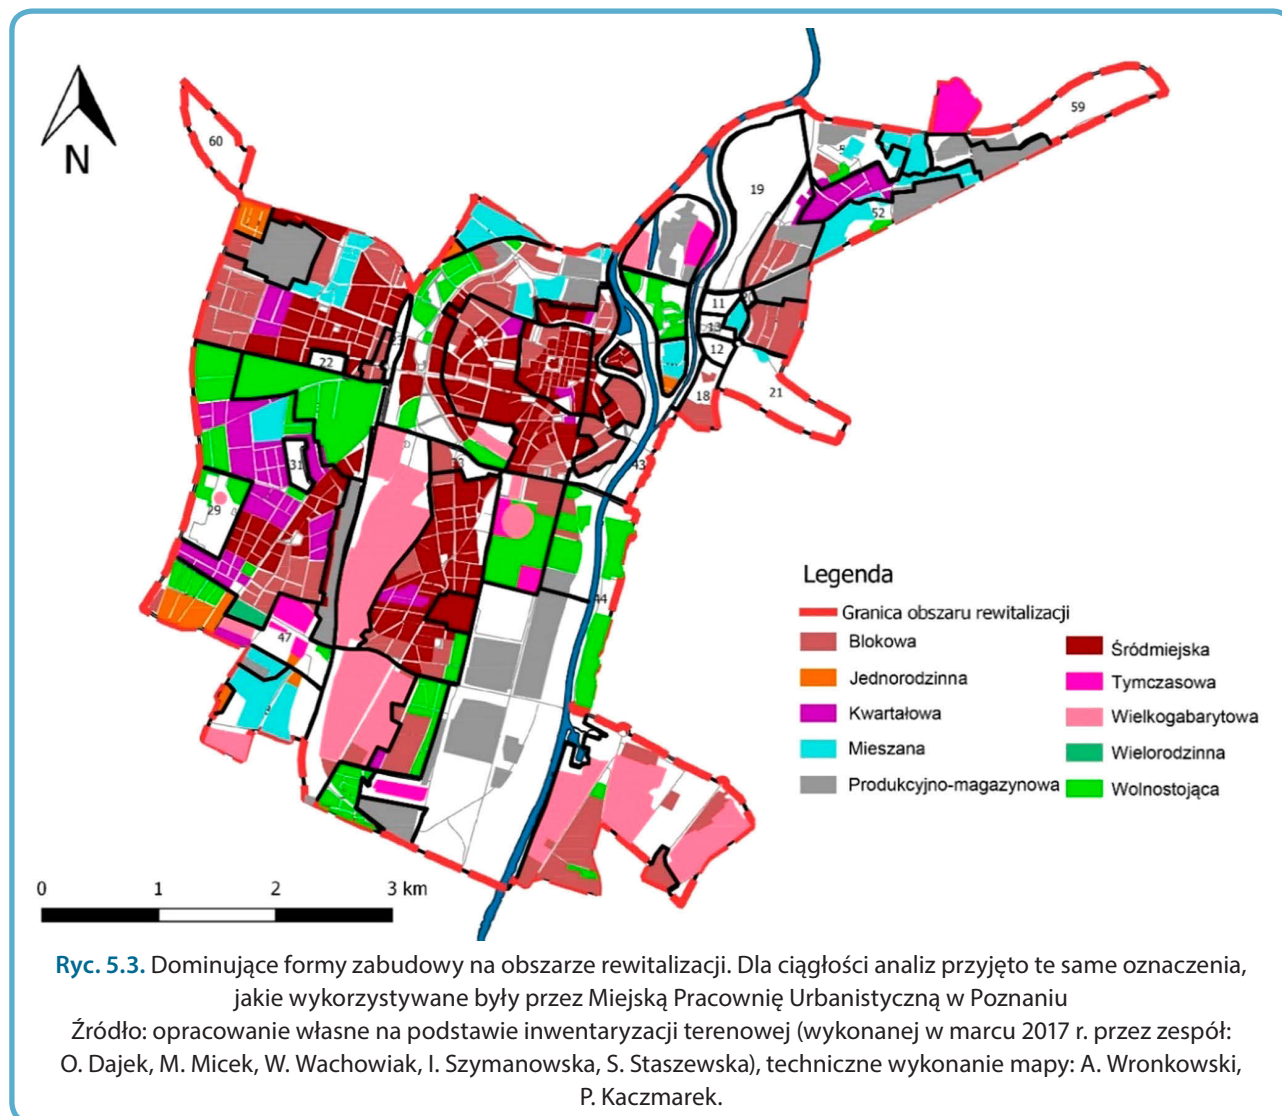 N
60
59
19
52
11
13
12
22
18
21
31
43
29
44
47
Legenda
Granica obszaru rewitalizacji
Blokowa
Jednorodzinna
Kwartałowa
Mieszana
Produkcyjno-magazynowa
Śródmiejska
Tymczasowa
Wielkogabarytowa
Wielorodzinna
Wolnostojąca
0 1 2 3 km
Ryc. 5.3. Dominujące formy zabudowy na obszarze rewitalizacji. Dla ciągłości analiz przyjęto te same oznaczenia,
jakie wykorzystywane były przez Miejską Pracownię Urbanistyczną w Poznaniu
Źródło: opracowanie własne na podstawie inwentaryzacji terenowej (wykonanej w marcu 2017 r. przez zespół:
O. Dajek, M. Micek, W. Wachowiak, I. Szymanowska, S. Staszewska), techniczne wykonanie mapy: A. Wronkowski,
P. Kaczmarek.